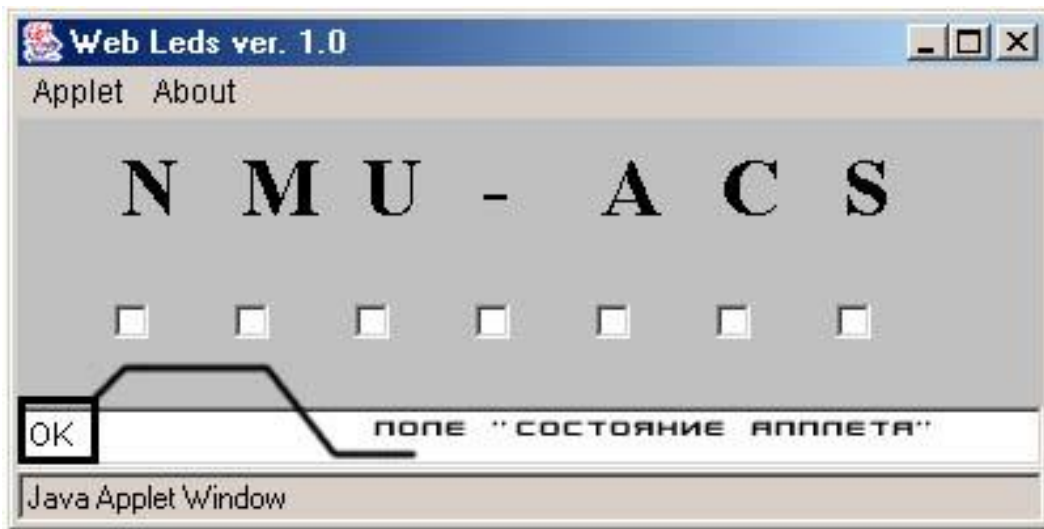 Web Leds ver. 1.0
Applet About
N M U - A C S
OK
ПОЛЕ "СОСТОЯНИЕ АППЛЕТА"
Java Applet Window